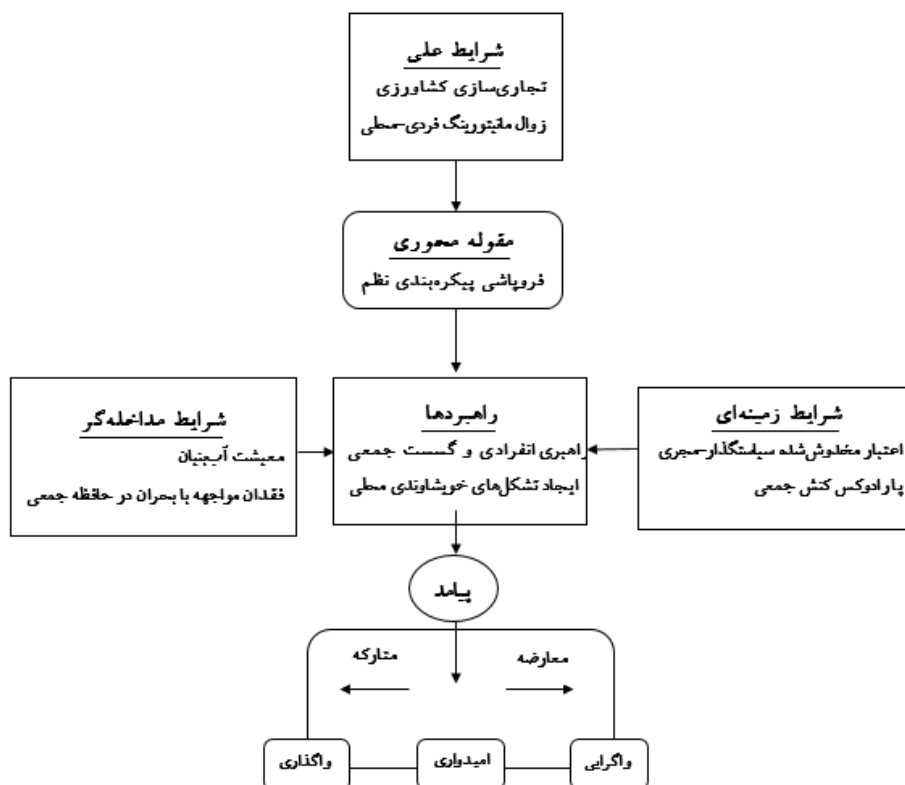 شرایط علی
تجاری‌سازی کشاورزی
زوال مانیتورینگ فردی-محلی
مقوله محوری
فروپاشی پیکره‌بندی نظم
شرایط زمینه‌ای
اعتبار مخدوش‌شده سیاستگذار-مجری
پارادوکس کنش جمعی
راهبردها
راهبری انفرادی و گسست جمعی
ایجاد تشکل‌های خویشاوندی محلی
شرایط مداخله‌گر
معیشت آب‌بنیان
فقدان مواجهه با بحران در حافظه جمعی
پیامد
معارضه
متارکه
واگرایی
امیدواری
واگذاری